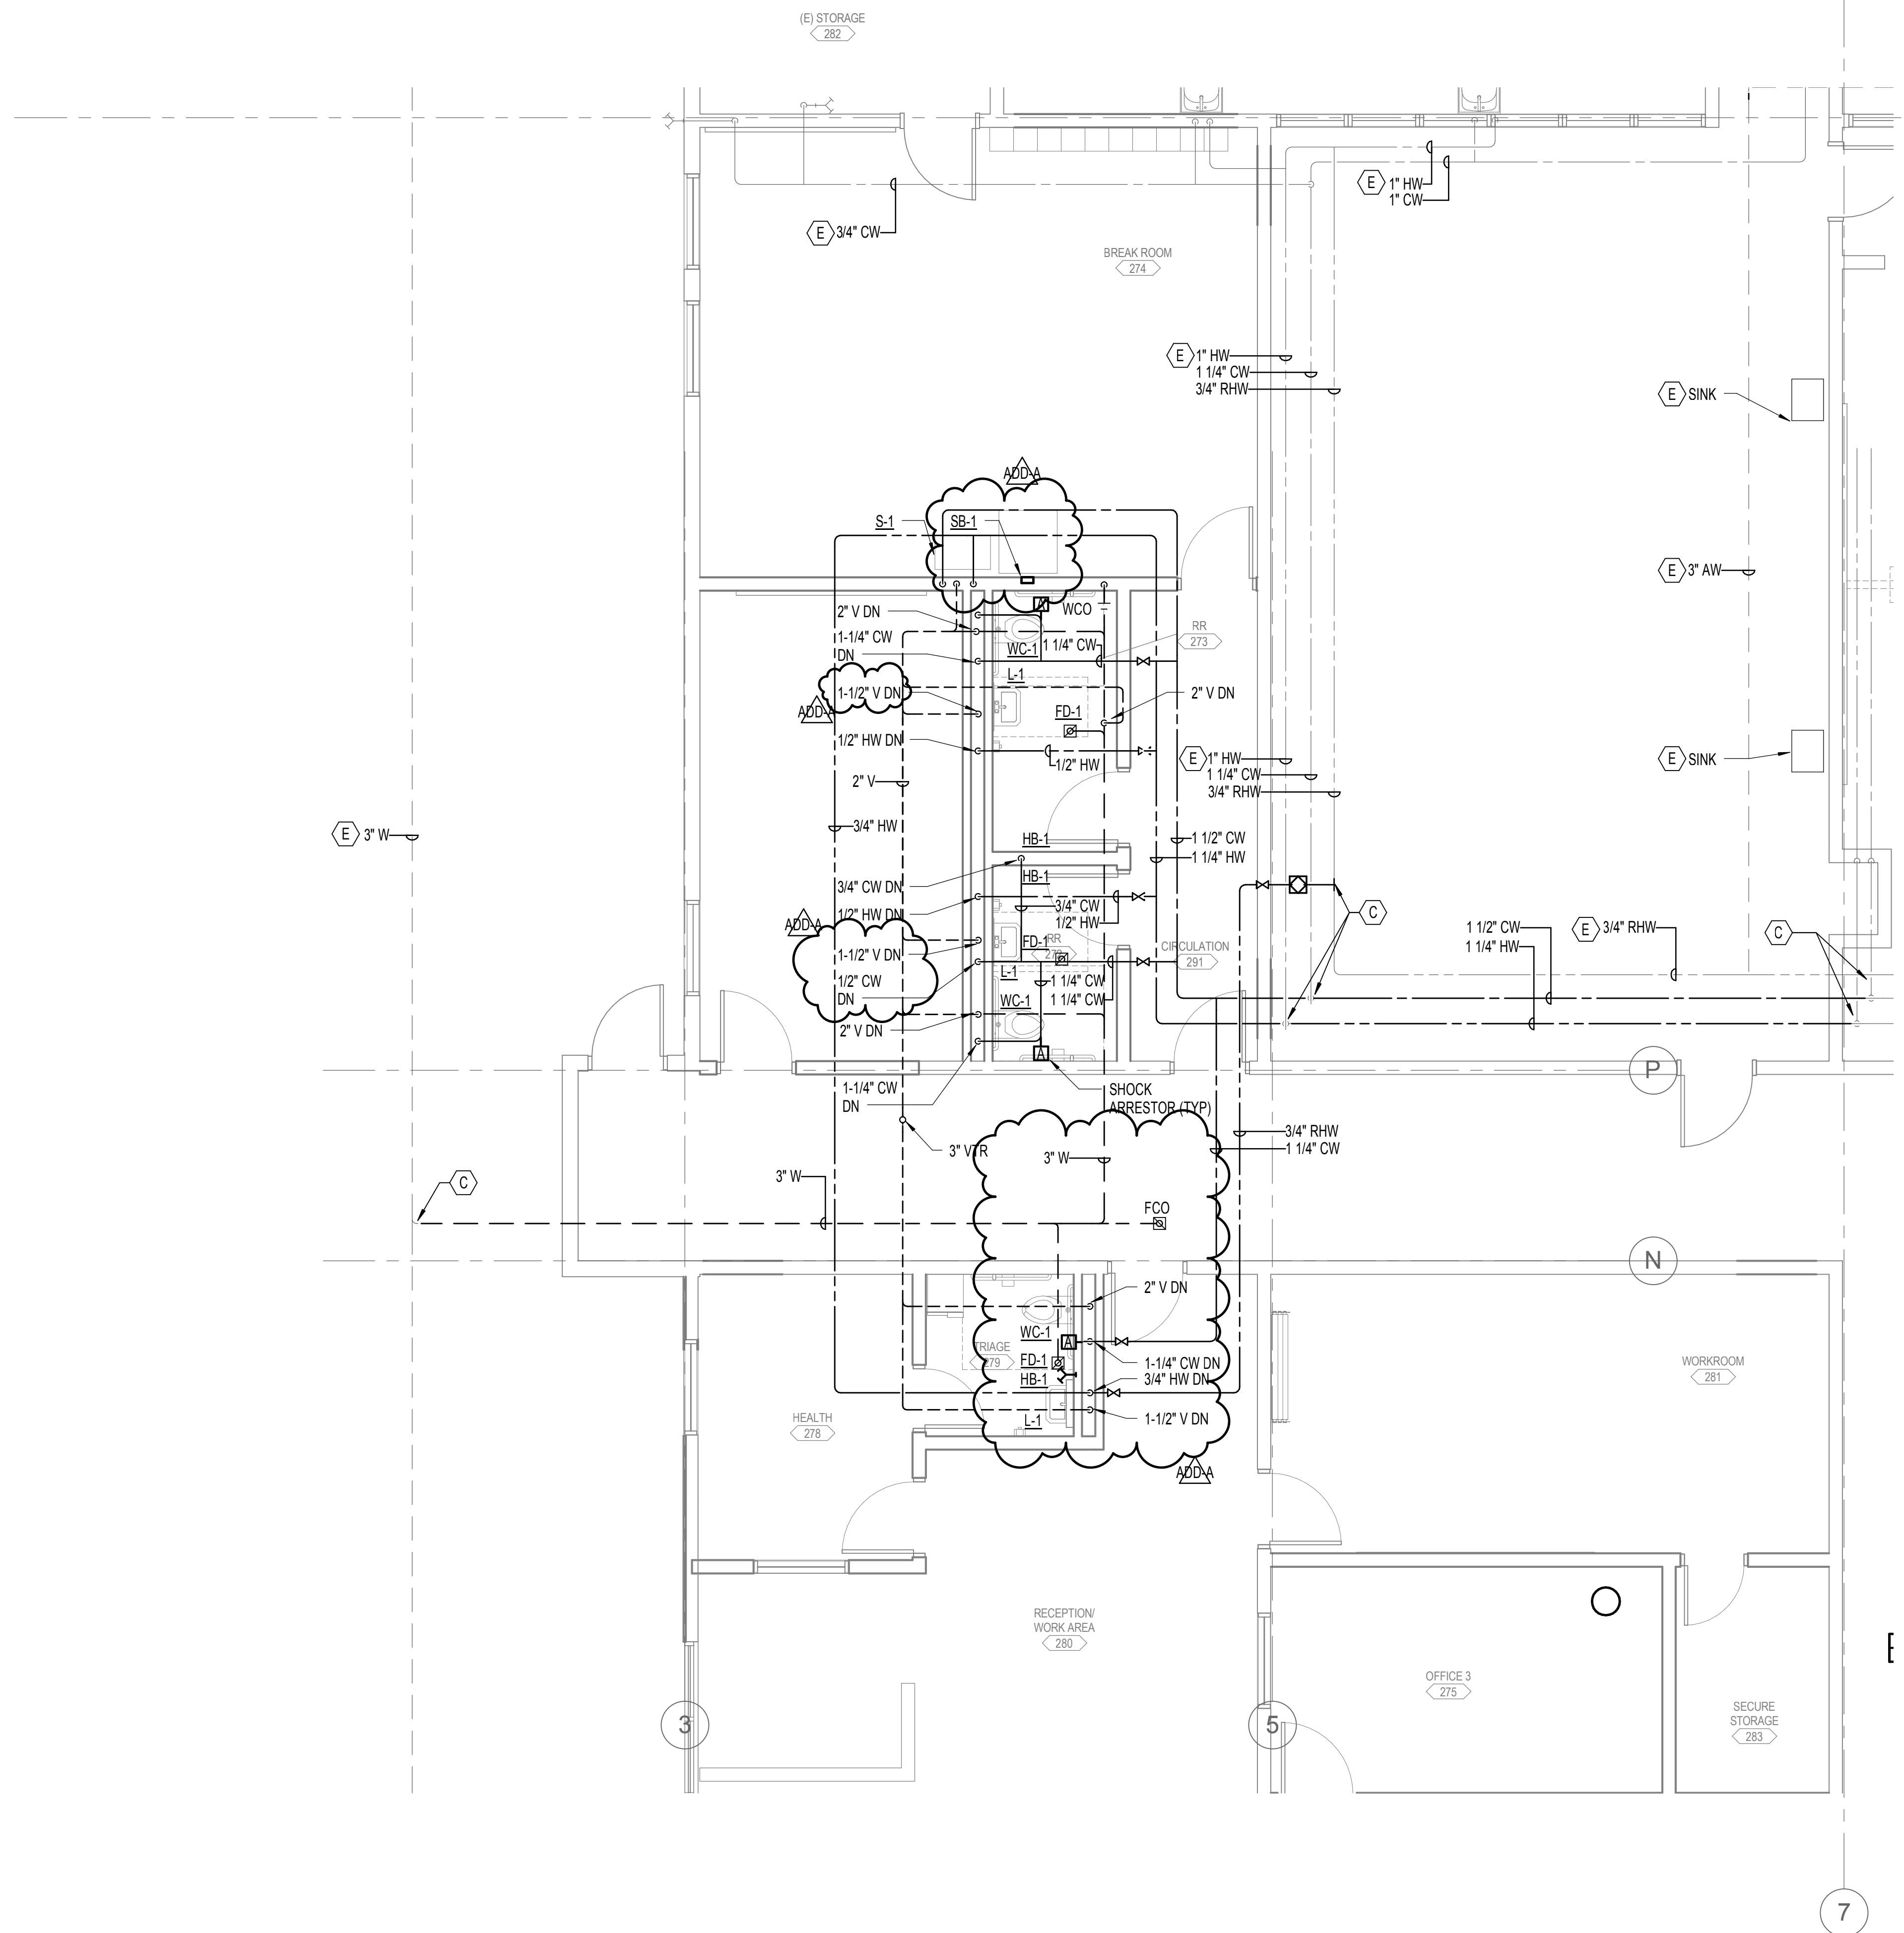 (E) STORAGE
282
E 1" HW
1" CW
E 3/4" CW
BREAK ROOM
274
E 1" HW
1 1/4" CW
3/4" RHW
E SINK
ADD-A
S-1
SB-1
E 3" AW
A
WCO
2" V DN
1-1/4" CW
DN
WC-1
1 1/4" CW
RR
273
L-1
1-1/2" V DN
ADD-A
2" V DN
FD-1
1/2" HW DN
1/2" HW
E 1" HW
1 1/4" CW
3/4" RHW
E SINK
2" V
3/4" HW
E 3" W
HB-1
1 1/2" CW
1 1/4" HW
3/4" CW DN
HB-1
1/2" HW DN
3/4" CW
1/2" HW
C
ADD-A
1 1/2" CW
1 1/4" HW
E 3/4" RHW
C
FD-1
RR
CIRCULATION
291
1-1/2" V DN
1/2" CW
DN
L-1
1 1/4" CW
1 1/4" CW
WC-1
2" V DN
A
P
1-1/4" CW
DN
SHOCK
ARRESTOR (TYP)
3" VTR
3" W
3/4" RHW
1 1/4" CW
3" W
C
FCO
N
2" V DN
WC-1
A
TRIAGE
279
FD-1
1-1/4" CW DN
HB-1
3/4" HW DN
L-1
1-1/2" V DN
WORKROOM
281
HEALTH
278
ADD-A
RECEPTION/
WORK AREA
280
OFFICE 3
275
SECURE
STORAGE
283
3
5
7